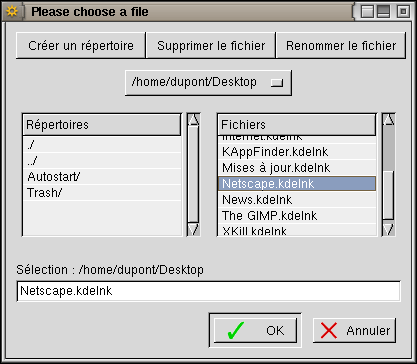 Please choose a file
Créer un répertoire Supprimer le fichier Renommer le fichier
/home/dupont/Desktop
Répertoires
./
../
Autostart/
Trash/
Fichiers
Internet.kdelnk
KAppFinder.kdelnk
Mises à jour.kdelnk
Netscape.kdelnk
News.kdelnk
The GIMP.kdelnk
XKill.kdelnk
Sélection : /home/dupont/Desktop
Netscape.kdelnk
OK Annuler